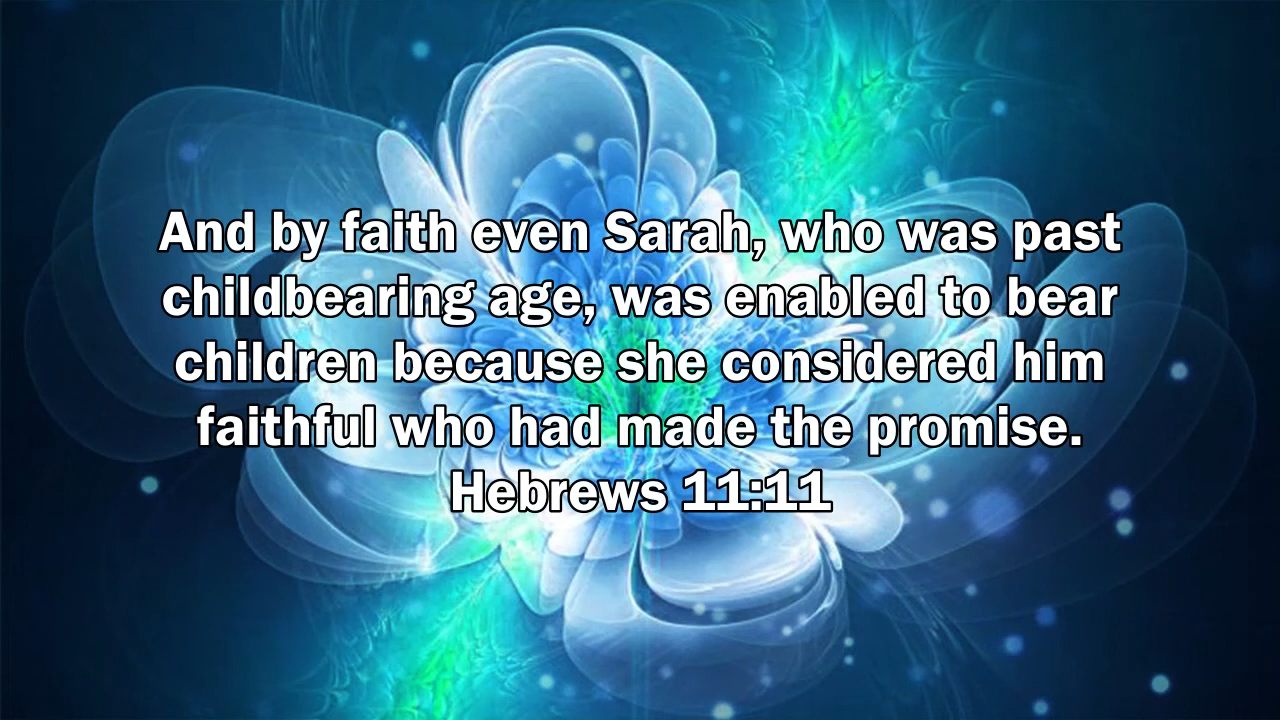 And by faith even Sarah, who was past
childbearing age, was enabled to bear
children because she considered him
faithful who had made the promise.
Hebrews 11:11